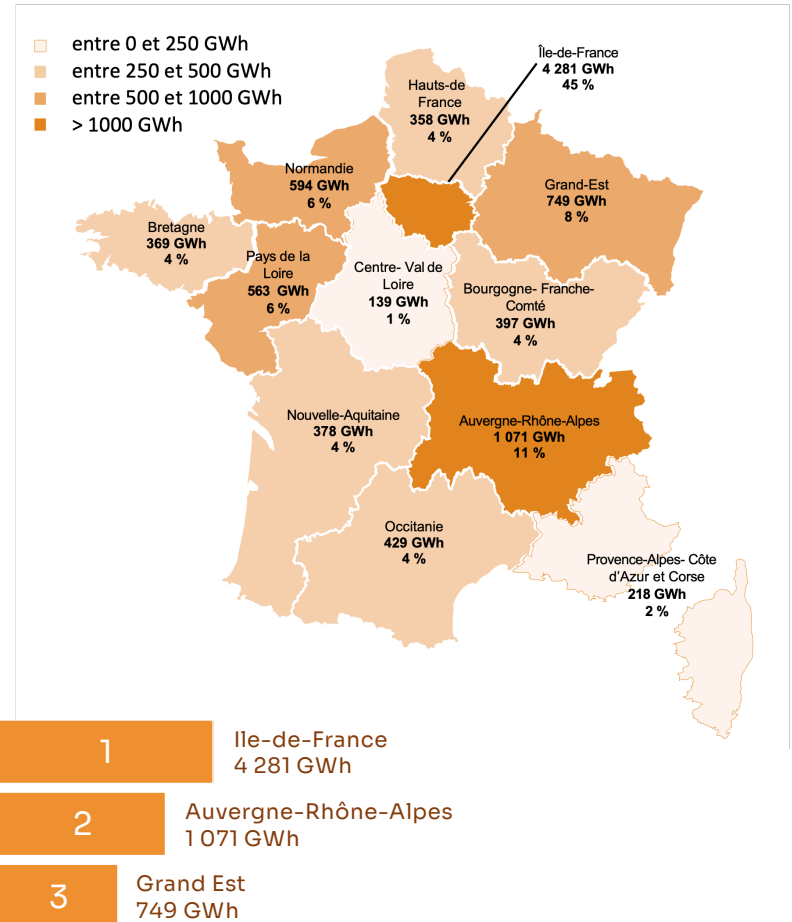 entre 0 et 250 GWh
entre 250 et 500 GWh
entre 500 et 1000 GWh
> 1000 GWh
Île-de-France
4 281 GWh
45 %
Hauts-de
France
358 GWh
4 %
Normandie
594 GWh
6 %
Grand-Est
749 GWh
8 %
Bretagne
369 GWh
4 %
Pays de la
Loire
563 GWh
6 %
Centre- Val de
Loire
139 GWh
1 %
Bourgogne- Franche-
Comté
397 GWh
4 %
Nouvelle-Aquitaine
378 GWh
4 %
Auvergne-Rhône-Alpes
1 071 GWh
11 %
Occitanie
429 GWh
4 %
Provence-Alpes- Côte
d'Azur et Corse
218 GWh
2 %
1
Ile-de-France
4 281 GWh
2
Auvergne-Rhône-Alpes
1 071 GWh
3
Grand Est
749 GWh